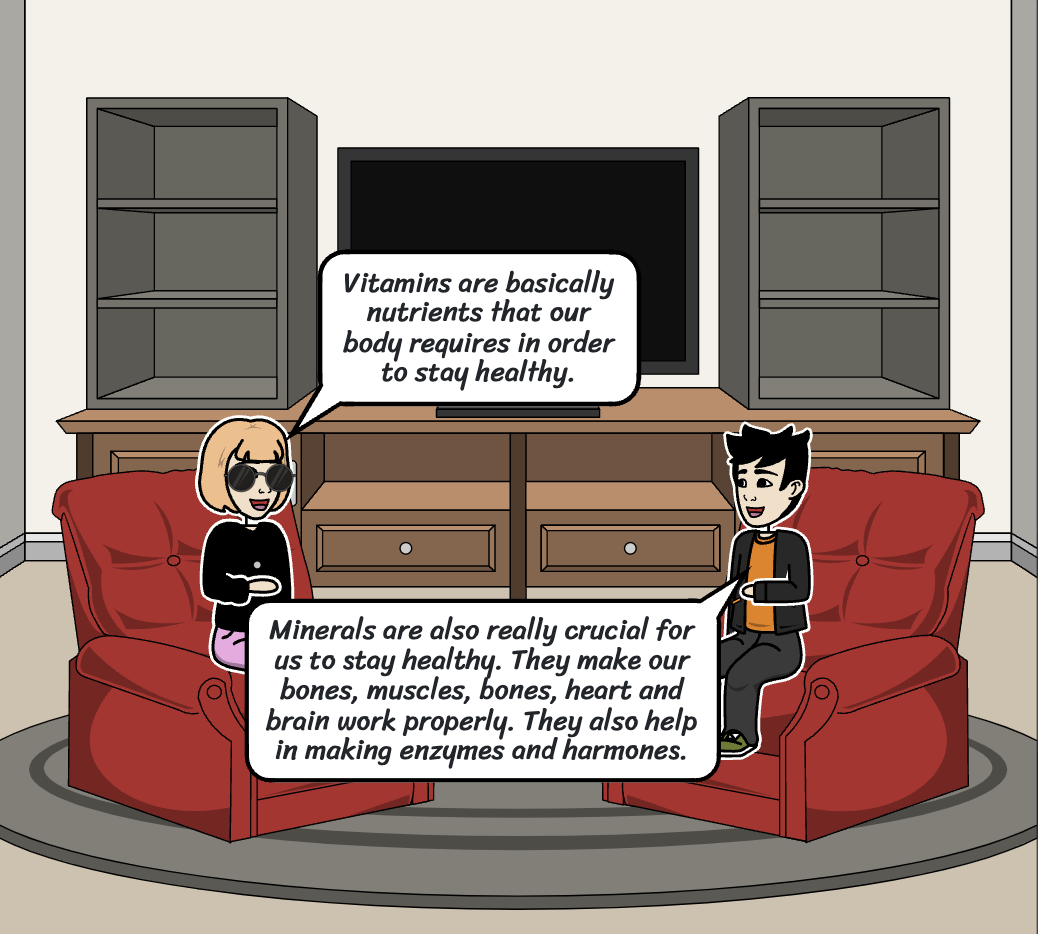 Vitamins are basically
nutrients that our
body requires in order
to stay healthy.
Minerals are also really crucial for
us to stay healthy. They make our
bones, muscles, bones, heart and
brain work properly. They also help
in making enzymes and harmones.